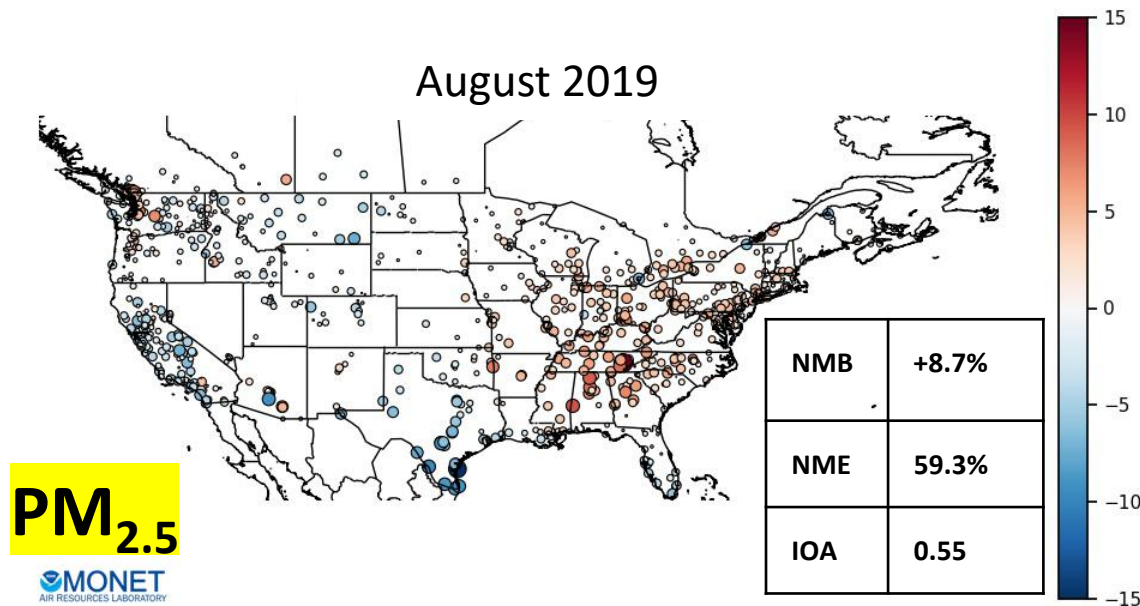 August 2019
15
10
5
0
−5
−10
−15
NMB +8.7%
NME 59.3%
IOA 0.55
PM2.5
MONET
AIR RESOURCES LABORATORY